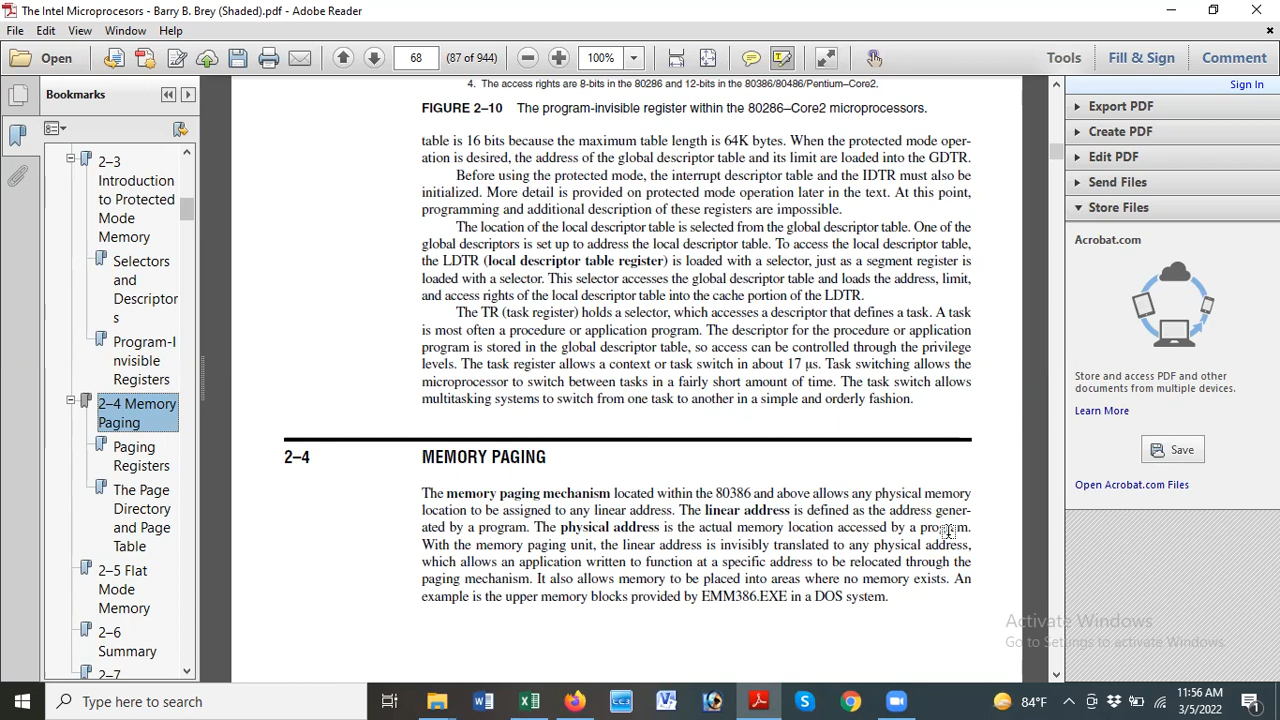 The Intel Microprocesors - Barry B. Brey (Shaded).pdf - Adobe Reader
File Edit View Window Help
Open 68 (87 of 944) 100% Tools Fill & Sign Comment
Bookmarks
2–3
Introduction
to Protected
Mode
Memory
Selectors
and
Descriptor
s
Program-I
nvisible
Registers
2–4 Memory
Paging
Paging
Registers
The Page
Directory
and Page
Table
2–5 Flat
Mode
Memory
2–6
Summary
2–7
4. The access rights are 8-bits in the 80286 and 12-bits in the 80386/80486/Pentium–Core2.
FIGURE 2–10 The program-invisible register within the 80286–Core2 microprocessors.
table is 16 bits because the maximum table length is 64K bytes. When the protected mode oper-
ation is desired, the address of the global descriptor table and its limit are loaded into the GDTR.
Before using the protected mode, the interrupt descriptor table and the IDTR must also be
initialized. More detail is provided on protected mode operation later in the text. At this point,
programming and additional description of these registers are impossible.
The location of the local descriptor table is selected from the global descriptor table. One of the
global descriptors is set up to address the local descriptor table. To access the local descriptor table,
the LDTR (local descriptor table register) is loaded with a selector, just as a segment register is
loaded with a selector. This selector accesses the global descriptor table and loads the address, limit,
and access rights of the local descriptor table into the cache portion of the LDTR.
The TR (task register) holds a selector, which accesses a descriptor that defines a task. A task
is most often a procedure or application program. The descriptor for the procedure or application
program is stored in the global descriptor table, so access can be controlled through the privilege
levels. The task register allows a context or task switch in about 17 μs. Task switching allows the
microprocessor to switch between tasks in a fairly short amount of time. The task switch allows
multitasking systems to switch from one task to another in a simple and orderly fashion.
2–4 MEMORY PAGING
The memory paging mechanism located within the 80386 and above allows any physical memory
location to be assigned to any linear address. The linear address is defined as the address gener-
ated by a program. The physical address is the actual memory location accessed by a program.
With the memory paging unit, the linear address is invisibly translated to any physical address,
which allows an application written to function at a specific address to be relocated through the
paging mechanism. It also allows memory to be placed into areas where no memory exists. An
example is the upper memory blocks provided by EMM386.EXE in a DOS system.
Sign In
Export PDF
Create PDF
Edit PDF
Send Files
Store Files
Acrobat.com
Store and access PDF and other
documents from multiple devices.
Learn More
Save
Open Acrobat.com Files
Activate Windows
Go to Settings to activate Windows.
Type here to search
CC3
84°F
11:56 AM
3/5/2022
1